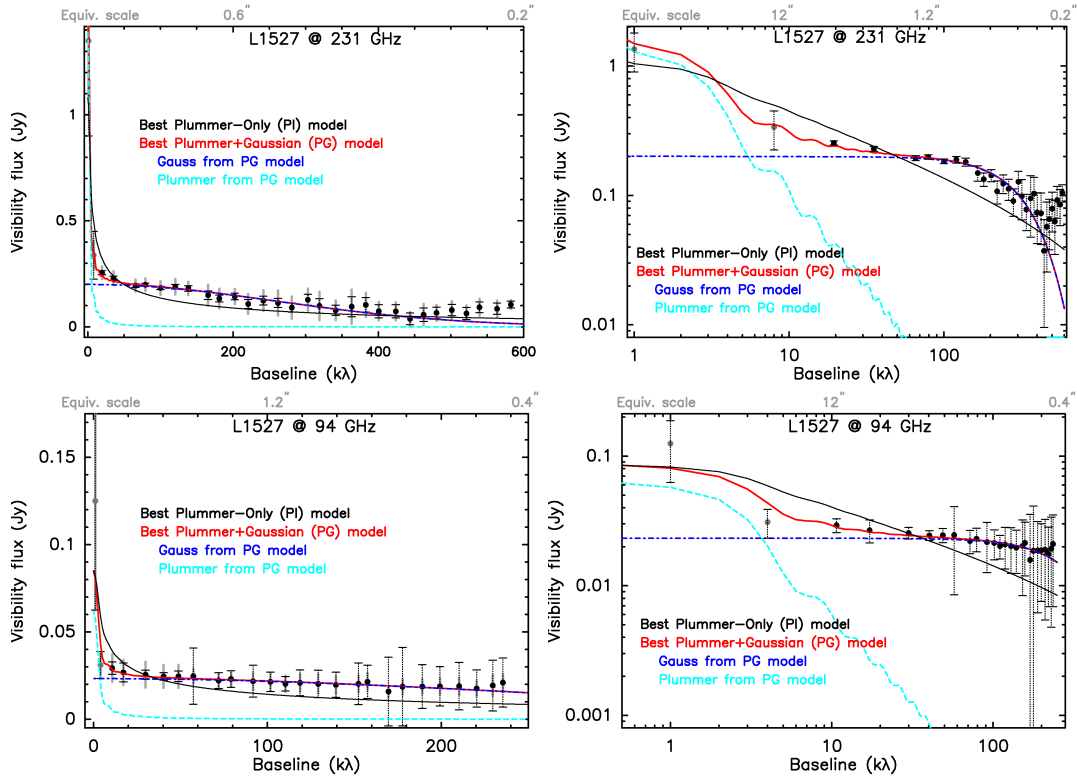 Equiv. scale 0.6″ 0.2″
L1527 @ 231 GHz
Visibility flux (Jy)
1
0.5
0
Best Plummer−Only (Pl) model
Best Plummer+Gaussian (PG) model
Gauss from PG model
Plummer from PG model
0 200 400 600
Baseline (kλ)
Equiv. scale 12″ 1.2″ 0.2″
L1527 @ 231 GHz
Visibility flux (Jy)
1
0.1
0.01
Best Plummer−Only (Pl) model
Best Plummer+Gaussian (PG) model
Gauss from PG model
Plummer from PG model
1 10 100
Baseline (kλ)
Equiv. scale 1.2″ 0.4″
L1527 @ 94 GHz
Visibility flux (Jy)
0.15
0.1
0.05
0
Best Plummer−Only (Pl) model
Best Plummer+Gaussian (PG) model
Gauss from PG model
Plummer from PG model
0 100 200
Baseline (kλ)
Equiv. scale 12″ 0.4″
L1527 @ 94 GHz
Visibility flux (Jy)
0.1
0.01
0.001
Best Plummer−Only (Pl) model
Best Plummer+Gaussian (PG) model
Gauss from PG model
Plummer from PG model
1 10 100
Baseline (kλ)